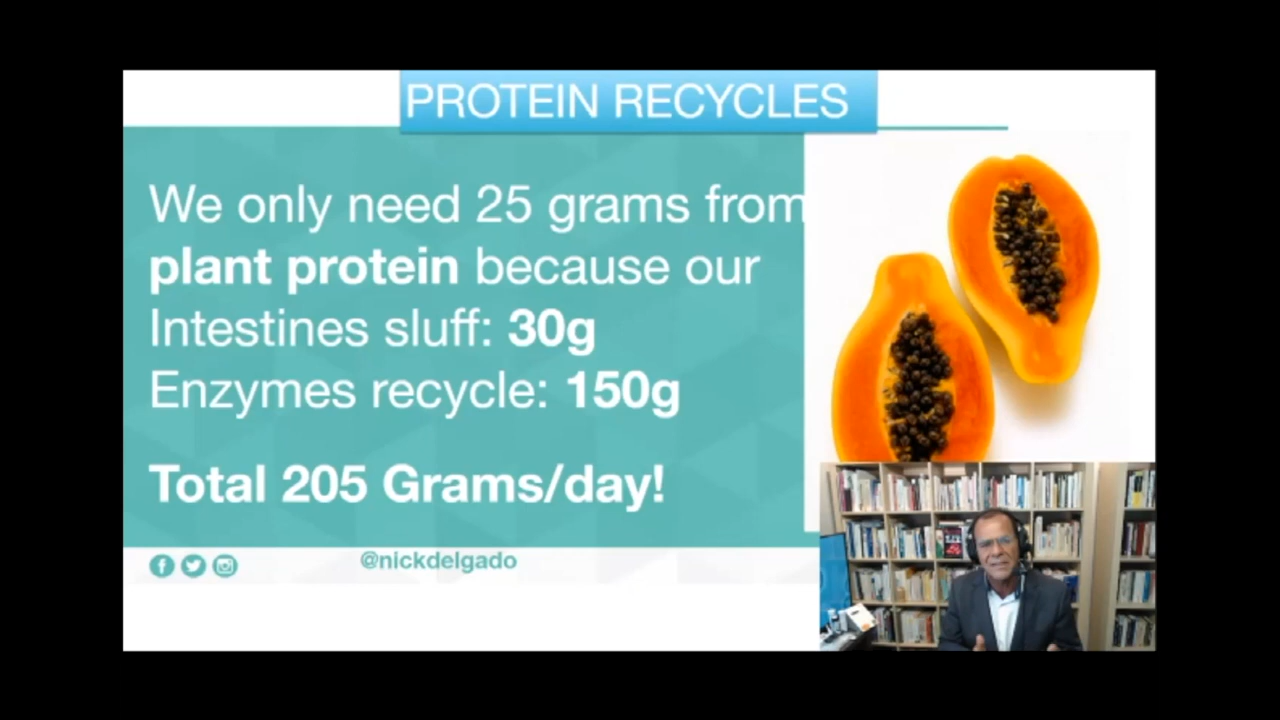 PROTEIN RECYCLES
We only need 25 grams from
plant protein because our
Intestines sluff: 30g
Enzymes recycle: 150g
Total 205 Grams/day!
@nickdelgado